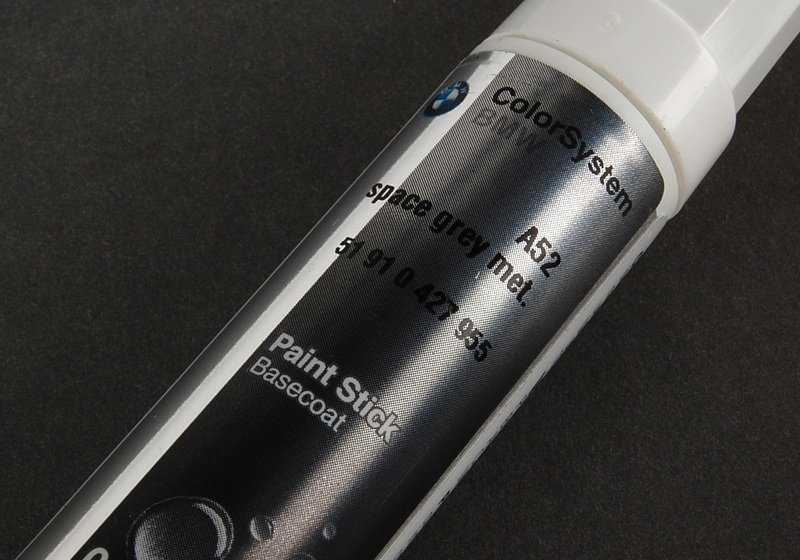 ColorSystem
BMW
A52
space grey met.
51 91 0 427 955
Paint Stick
Basecoat